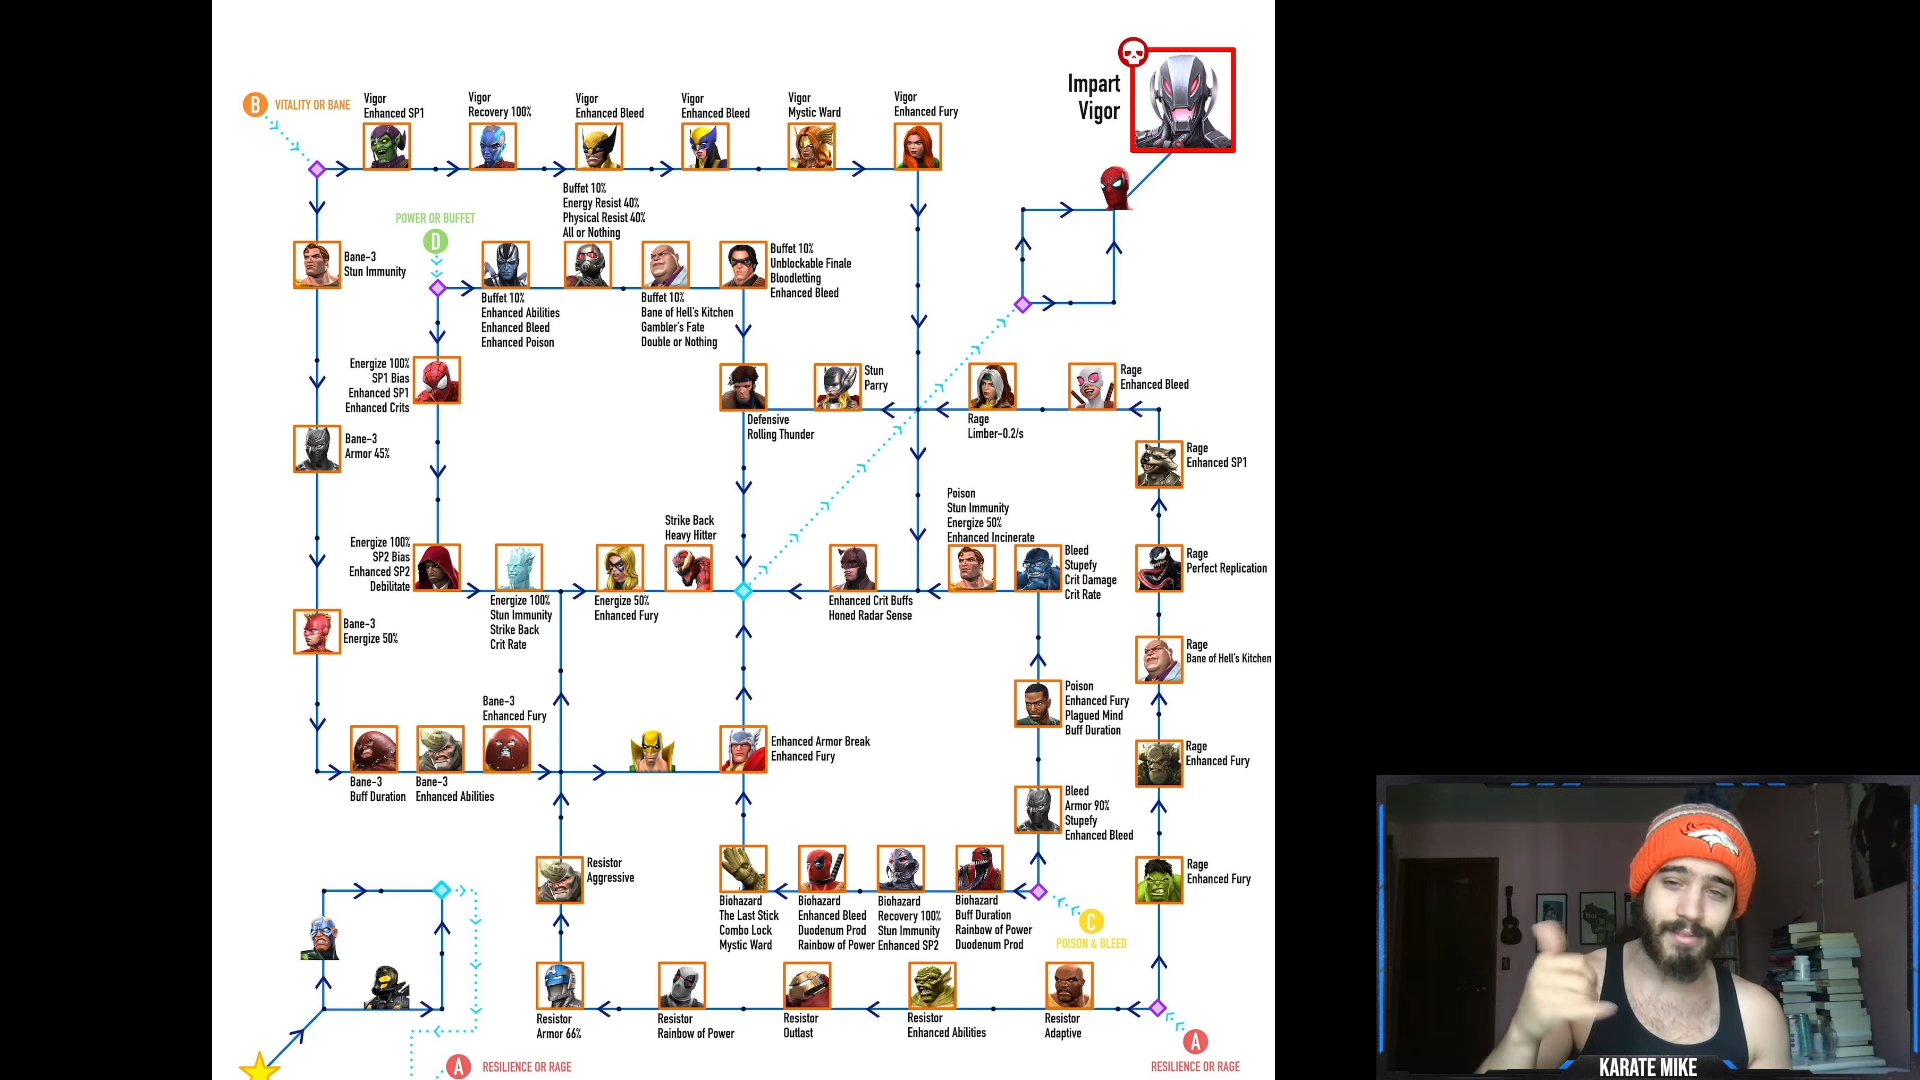 Impart
Vigor
B VITALITY OR BANE
Vigor
Enhanced SP1
Vigor
Recovery 100%
Vigor
Enhanced Bleed
Vigor
Enhanced Bleed
Vigor
Mystic Ward
Vigor
Enhanced Fury
Bane-3
Stun Immunity
POWER OR BUFFET
D
Buffet 10%
Enhanced Abilities
Enhanced Bleed
Enhanced Poison
Buffet 10%
Energy Resist 40%
Physical Resist 40%
All or Nothing
Buffet 10%
Bane of Hell's Kitchen
Gambler's Fate
Double or Nothing
Buffet 10%
Unblockable Finale
Bloodletting
Enhanced Bleed
Energize 100%
SP1 Bias
Enhanced SP1
Enhanced Crits
Defensive
Rolling Thunder
Stun
Parry
Rage
Limber-0.2/s
Rage
Enhanced Bleed
Bane-3
Armor 45%
Rage
Enhanced SP1
Energize 100%
SP2 Bias
Enhanced SP2
Debilitate
Energize 100%
Stun Immunity
Strike Back
Crit Rate
Energize 50%
Enhanced Fury
Strike Back
Heavy Hitter
Enhanced Crit Buffs
Honed Radar Sense
Poison
Stun Immunity
Energize 50%
Enhanced Incinerate
Bleed
Stupefy
Crit Damage
Crit Rate
Rage
Perfect Replication
Bane-3
Energize 50%
Rage
Bane of Hell's Kitchen
Poison
Enhanced Fury
Plagued Mind
Buff Duration
Bane-3
Buff Duration
Bane-3
Enhanced Abilities
Bane-3
Enhanced Fury
Enhanced Armor Break
Enhanced Fury
Rage
Enhanced Fury
Bleed
Armor 90%
Stupefy
Enhanced Bleed
Resistor
Aggressive
Biohazard
The Last Stick
Combo Lock
Mystic Ward
Biohazard
Enhanced Bleed
Duodenum Prod
Rainbow of Power
Biohazard
Recovery 100%
Stun Immunity
Enhanced SP2
Biohazard
Buff Duration
Rainbow of Power
Duodenum Prod
C
POISON & BLEED
Rage
Enhanced Fury
Resistor
Armor 66%
Resistor
Rainbow of Power
Resistor
Outlast
Resistor
Enhanced Abilities
Resistor
Adaptive
A RESILIENCE OR RAGE
A
RESILIENCE OR RAGE
KARATE MIKE